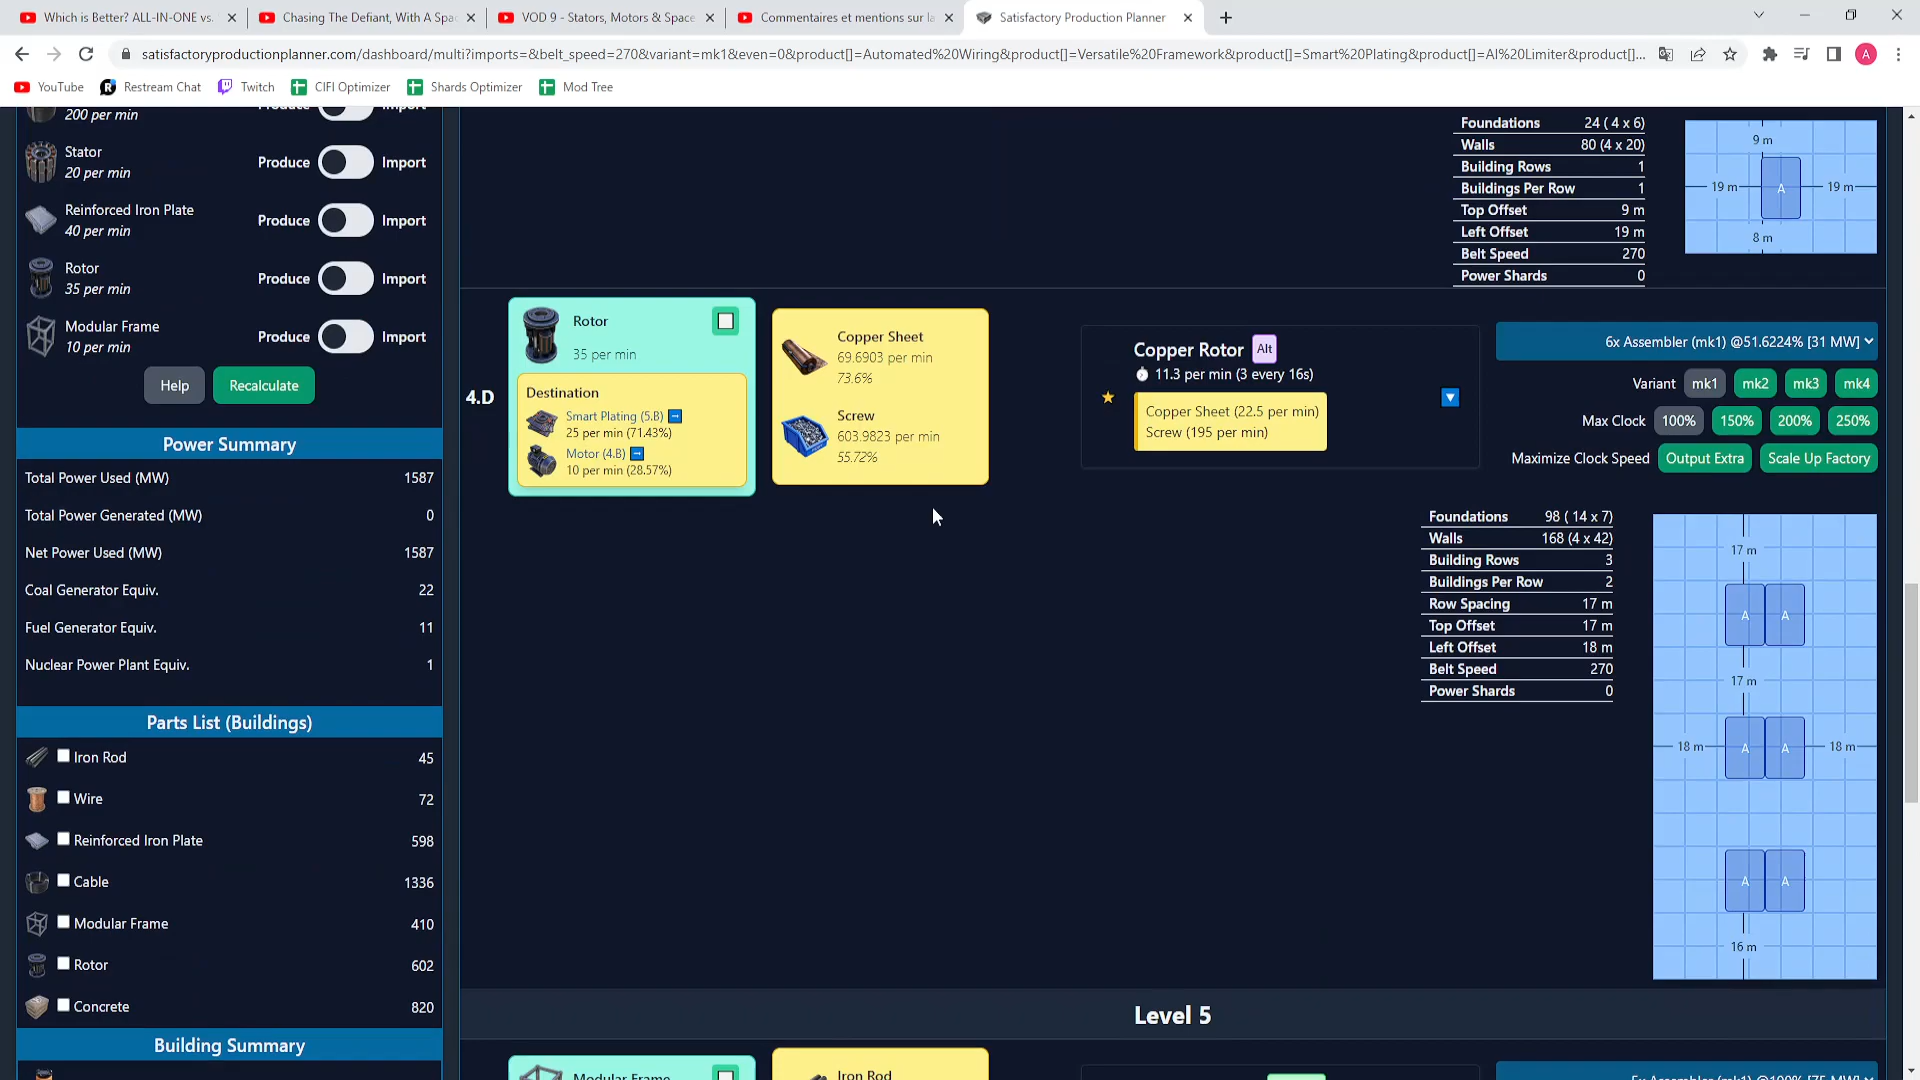 Which is Better? ALL-IN-ONE vs.
Chasing The Defiant, With A Spac
VOD 9 - Stators, Motors & Space
Commentaires et mentions sur la
Satisfactory Production Planner
satisfactoryproductionplanner.com/dashboard/multi?imports=&belt_speed=270&variant=mk1&even=0&product[]=Automated%20Wiring&product[]=Versatile%20Framework&product[]=Smart%20Plating&product[]=AI%20Limiter&product[]...
A
YouTube
Restream Chat
Twitch
CIFI Optimizer
Shards Optimizer
Mod Tree
200 per min
Stator
20 per min
Produce
Import
Reinforced Iron Plate
40 per min
Produce
Import
Rotor
35 per min
Produce
Import
Modular Frame
10 per min
Produce
Import
Help
Recalculate
Power Summary
Total Power Used (MW) 1587
Total Power Generated (MW) 0
Net Power Used (MW) 1587
Coal Generator Equiv. 22
Fuel Generator Equiv. 11
Nuclear Power Plant Equiv. 1
Parts List (Buildings)
Iron Rod 45
Wire 72
Reinforced Iron Plate 598
Cable 1336
Modular Frame 410
Rotor 602
Concrete 820
Building Summary
Foundations 24 ( 4 x 6)
Walls 80 (4 x 20)
Building Rows 1
Buildings Per Row 1
Top Offset 9 m
Left Offset 19 m
Belt Speed 270
Power Shards 0
9 m
19 m
A
19 m
8 m
4.D
Rotor
35 per min
Destination
Smart Plating (5.B)
25 per min (71.43%)
Motor (4.B)
10 per min (28.57%)
Copper Sheet
69.6903 per min
73.6%
Screw
603.9823 per min
55.72%
Copper Rotor Alt
11.3 per min (3 every 16s)
Copper Sheet (22.5 per min)
Screw (195 per min)
6x Assembler (mk1) @51.6224% [31 MW]
Variant mk1 mk2 mk3 mk4
Max Clock 100% 150% 200% 250%
Maximize Clock Speed Output Extra Scale Up Factory
Foundations 98 ( 14 x 7)
Walls 168 (4 x 42)
Building Rows 3
Buildings Per Row 2
Row Spacing 17 m
Top Offset 17 m
Left Offset 18 m
Belt Speed 270
Power Shards 0
17 m
A A
17 m
18 m
A A
18 m
A A
16 m
Level 5
Modular Frame
Iron Rod
5x Assembler (mk1) @100% [75 MW]